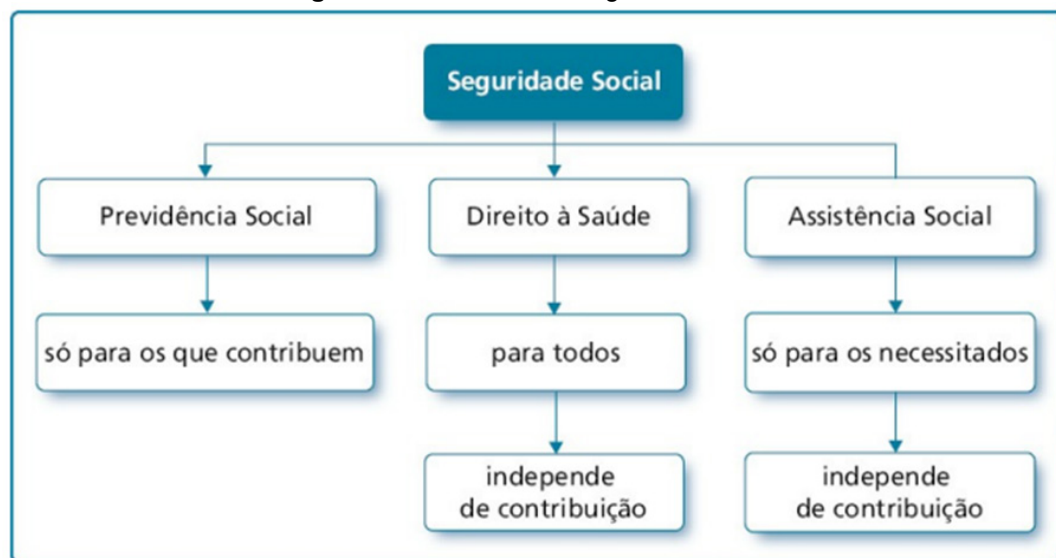 Seguridade Social
Previdência Social
Direito à Saúde
Assistência Social
só para os que contribuem
para todos
só para os necessitados
independe
de contribuição
independe
de contribuição